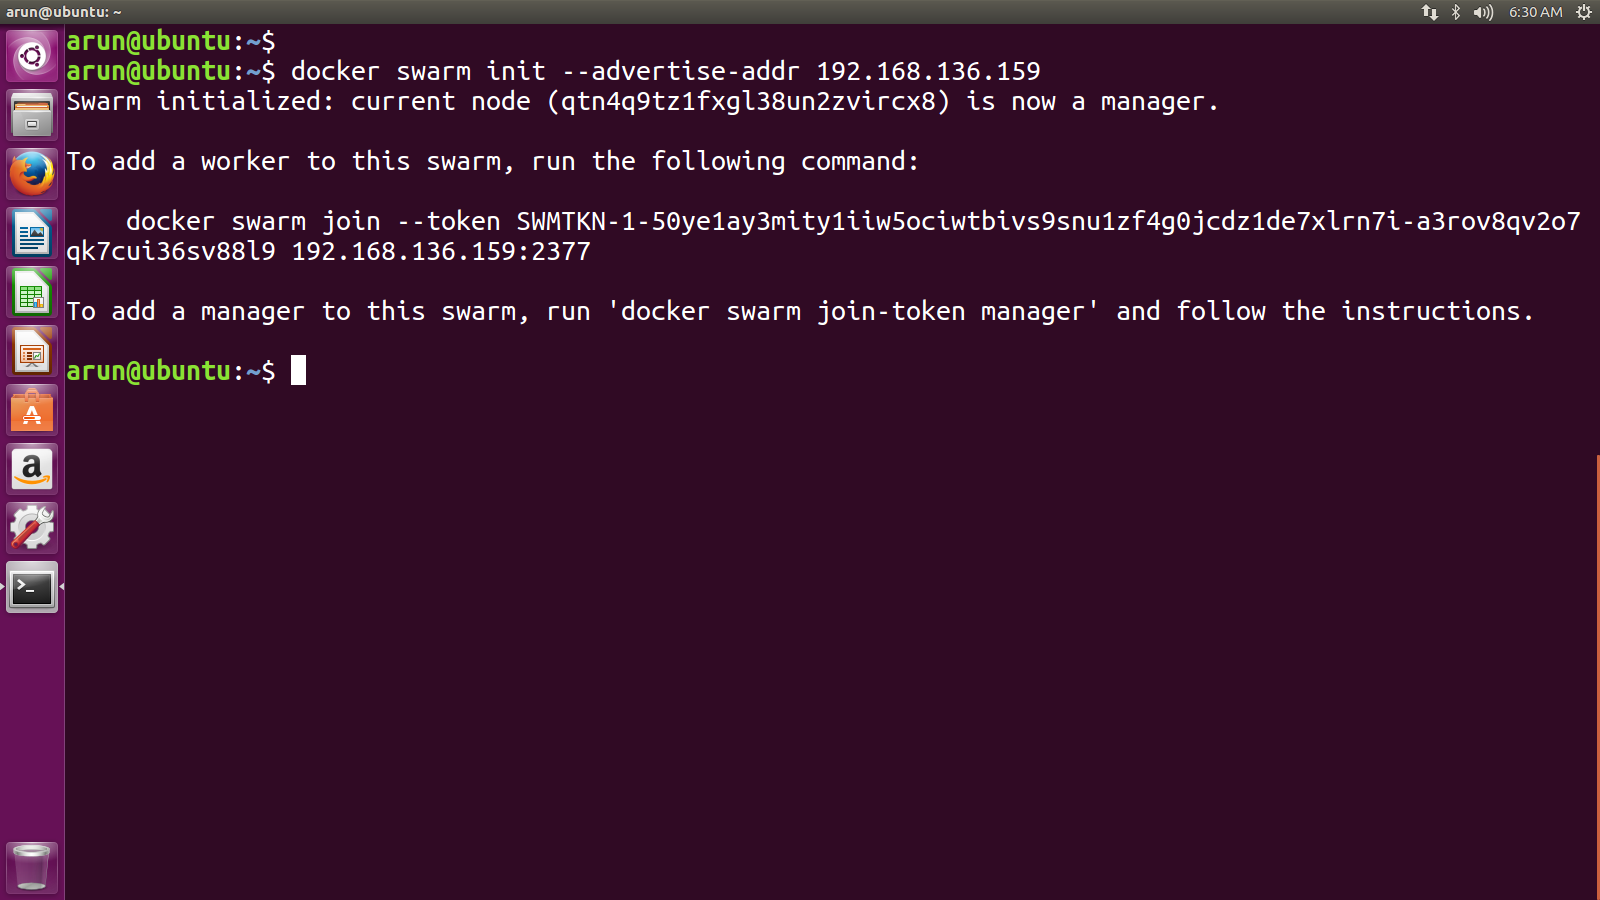 arun@ubuntu: ~
6:30 AM
arun@ubuntu:~$
arun@ubuntu:~$ docker swarm init --advertise-addr 192.168.136.159
Swarm initialized: current node (qtn4q9tz1fxgl38un2zvircx8) is now a manager.
To add a worker to this swarm, run the following command:
docker swarm join --token SWMTKN-1-50ye1ay3mity1iiw5ociwtbivs9snu1zf4g0jcdz1de7xlrn7i-a3rov8qv2o7
qk7cui36sv88l9 192.168.136.159:2377
To add a manager to this swarm, run 'docker swarm join-token manager' and follow the instructions.
arun@ubuntu:~$